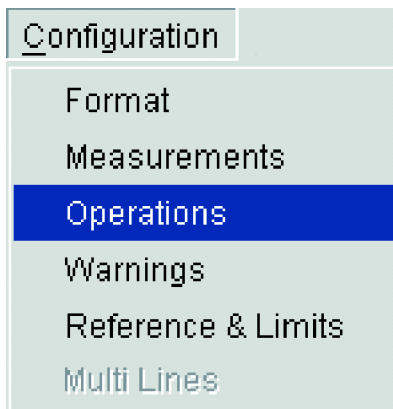 Configuration
Format
Measurements
Operations
Warnings
Reference & Limits
Multi Lines